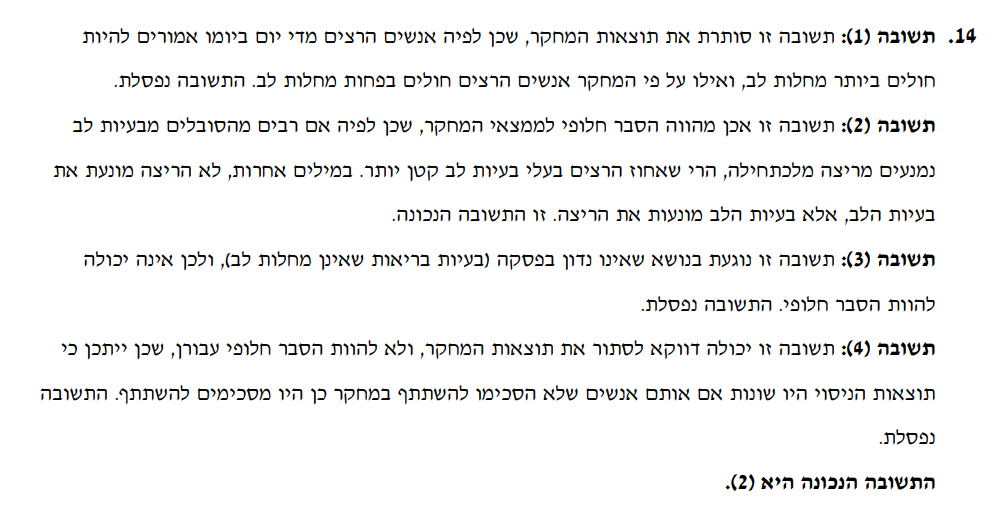 14. תשובה (1): תשובה זו סותרת את תוצאות המחקר, שכן לפיה אנשים הרצים מדי יום ביומו אמורים להיות
חולים ביותר מחלות לב, ואילו על פי המחקר אנשים הרצים חולים בפחות מחלות לב. התשובה נפסלת.
תשובה (2): תשובה זו אכן מהווה הסבר חלופי לממצאי המחקר, שכן לפיה אם רבים מהסובלים מבעיות לב
נמנעים מריצה מלכתחילה, הרי שאחוז הרצים בעלי בעיות לב קטן יותר. במילים אחרות, לא הריצה מונעת את
בעיות הלב, אלא בעיות הלב מונעות את הריצה. זו התשובה הנכונה.
תשובה (3): תשובה זו נוגעת בנושא שאינו נדון בפסקה (בעיות בריאות שאינן מחלות לב), ולכן אינה יכולה
להוות הסבר חלופי. התשובה נפסלת.
תשובה (4): תשובה זו יכולה דווקא לסתור את תוצאות המחקר, ולא להוות הסבר חלופי עבורן, שכן ייתכן כי
תוצאות הניסוי היו שונות אם אותם אנשים שלא הסכימו להשתתף במחקר כן היו מסכימים להשתתף. התשובה
נפסלת.
התשובה הנכונה היא (2).